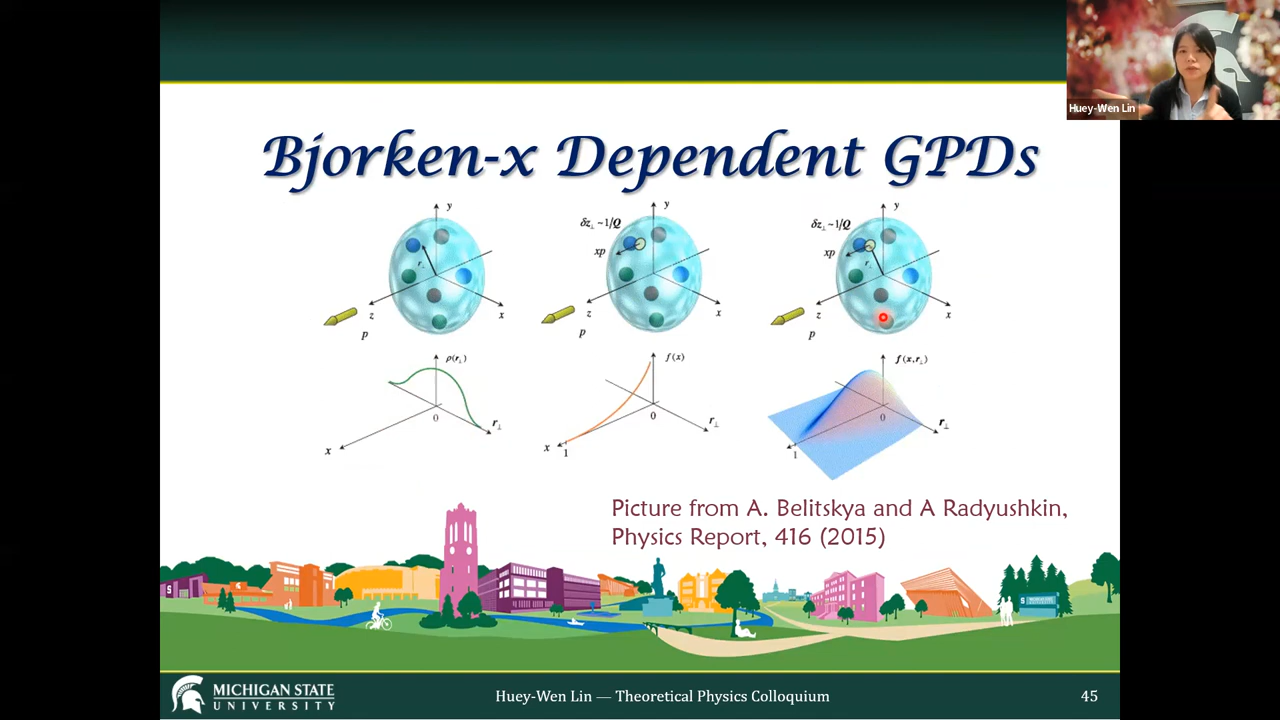 Huey-Wen Lin
Bjorken-x Dependent GPDs
y
r⊥
z
x
p
δz⊥ ~1/Q
y
xp
z
x
p
δz⊥ ~1/Q
y
xp
r⊥
z
x
p
ρ(r⊥)
0
r⊥
x
f(x)
0
r⊥
x
1
f(x,r⊥)
0
r⊥
1
Picture from A. Belitskya and A Radyushkin,
Physics Report, 416 (2015)
S
MICHIGAN STATE
UNIVERSITY
Huey-Wen Lin — Theoretical Physics Colloquium
45